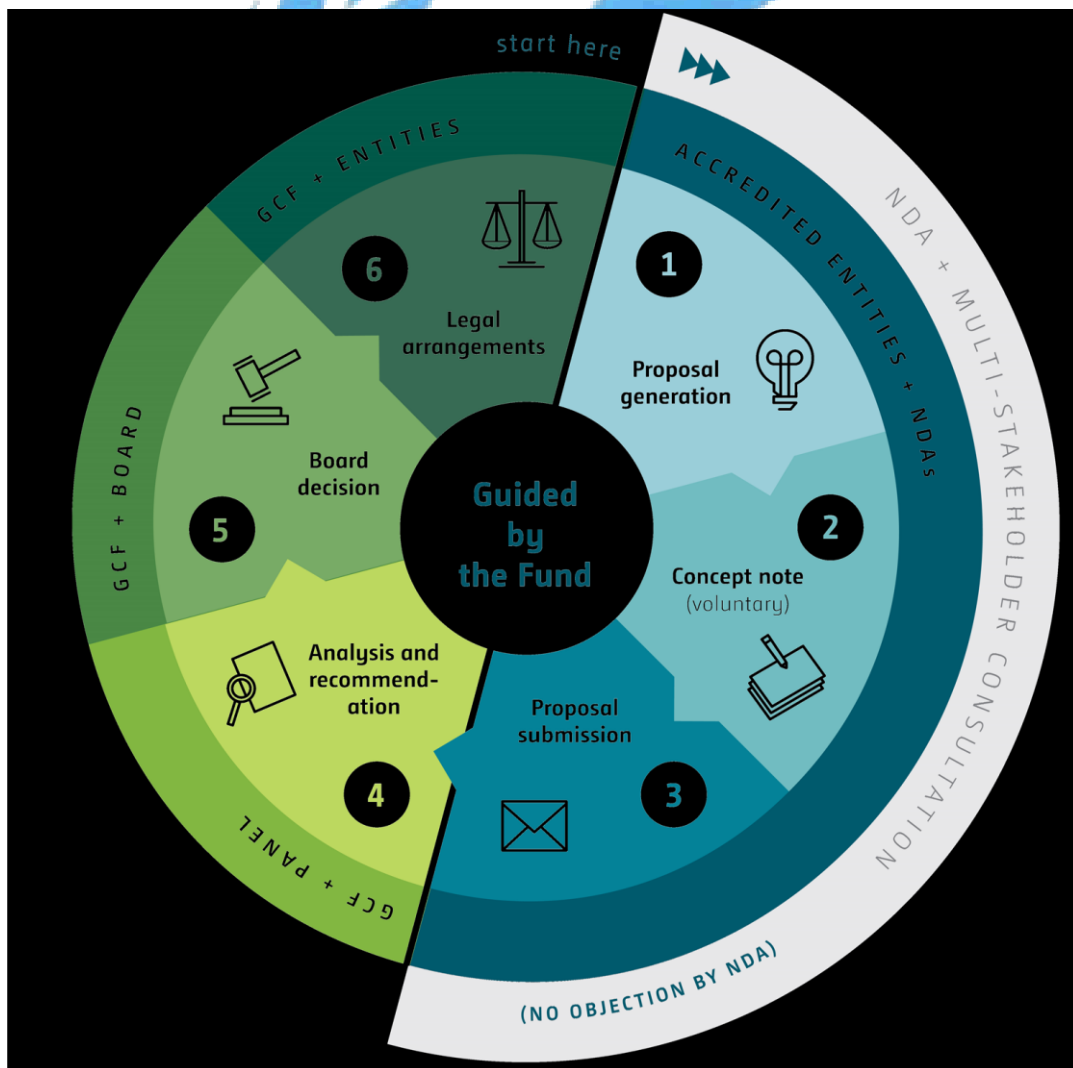 start here
NDA + MULTI-STAKEHOLDER CONSULTATION
(NO OBJECTION BY NDA)
ACCREDITED ENTITIES + NDAs
1
Proposal
generation
2
Concept note
(voluntary)
3
Proposal
submission
GCF + PANEL
4
Analysis and
recommend-
ation
GCF + BOARD
5
Board
decision
GCF + ENTITIES
6
Legal
arrangements
Guided
by
the Fund